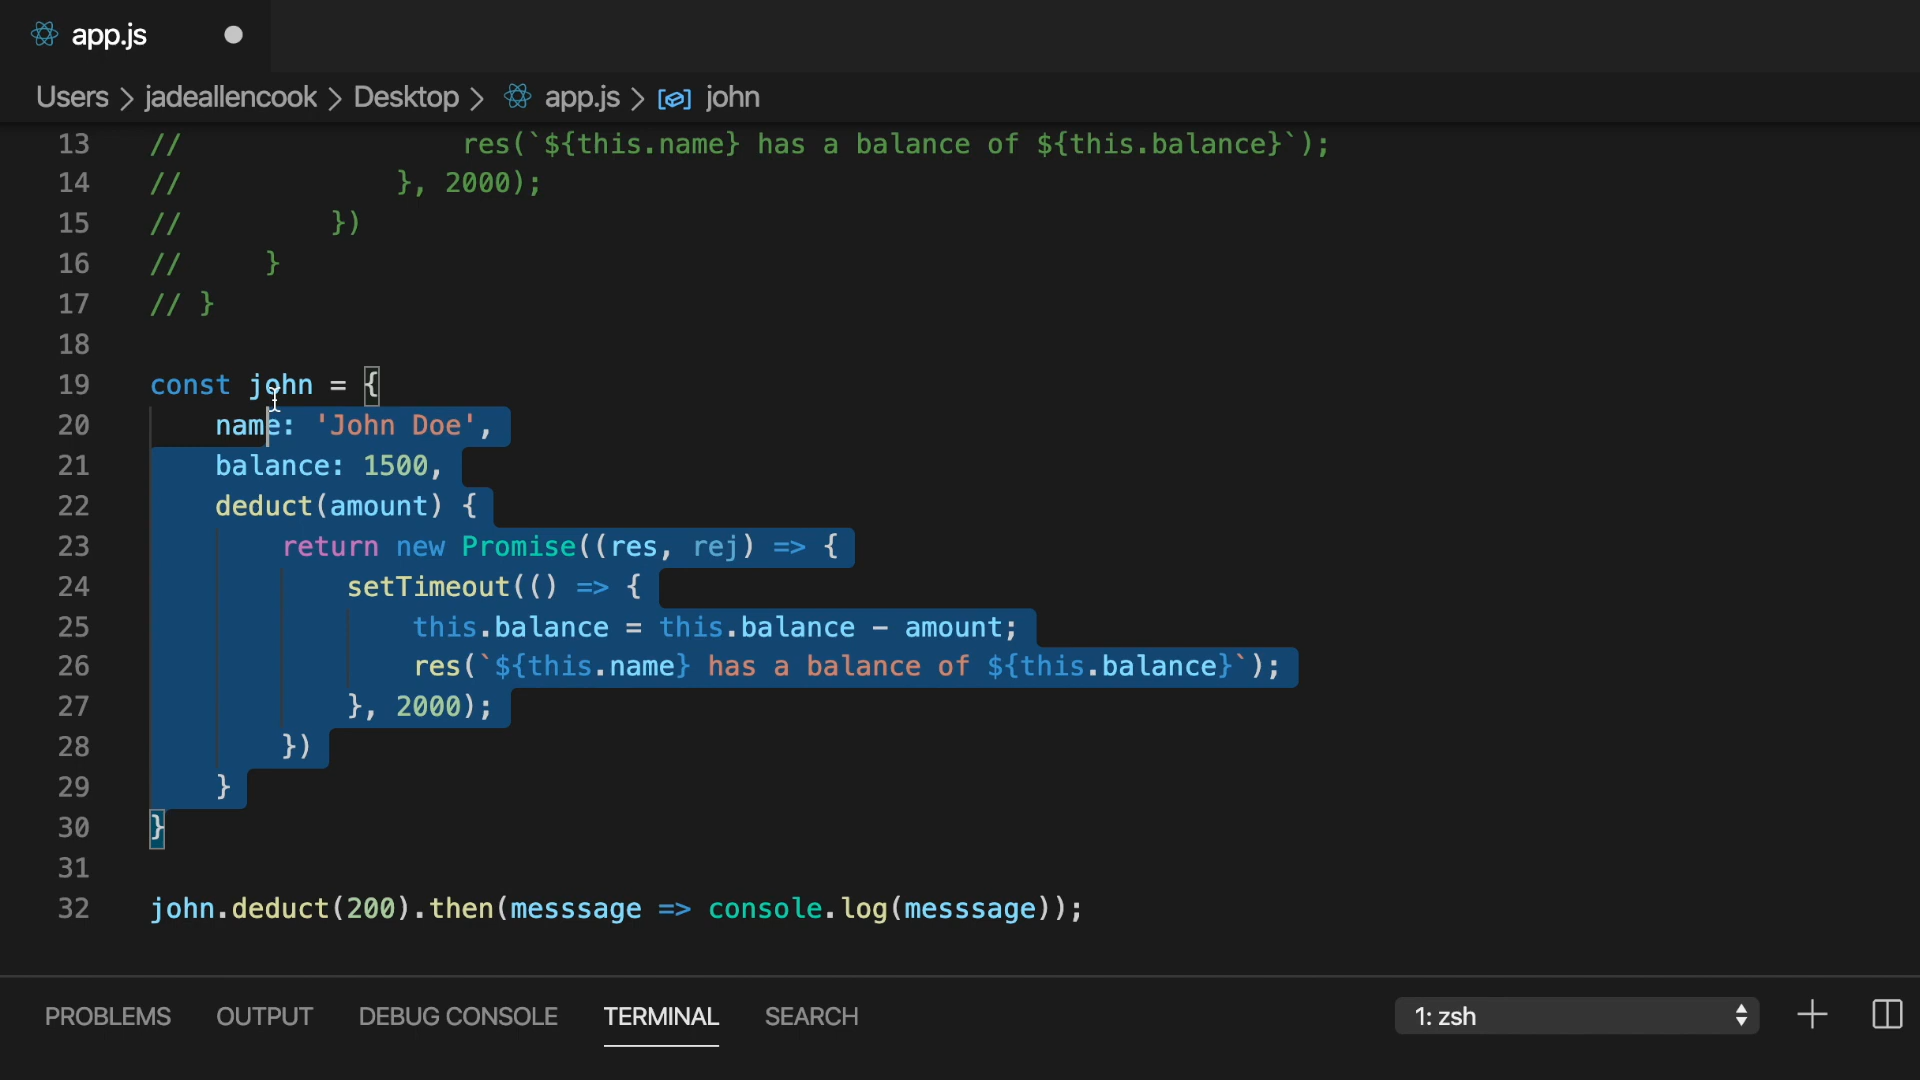 app.js
Users > jadeallencook > Desktop > app.js > john
13 // res(`${this.name} has a balance of ${this.balance}`);
14 // }, 2000);
15 // })
16 // }
17 // }
18
19 const john = {
20 name: 'John Doe',
21 balance: 1500,
22 deduct(amount) {
23 return new Promise((res, rej) => {
24 setTimeout(() => {
25 this.balance = this.balance - amount;
26 res(`${this.name} has a balance of ${this.balance}`);
27 }, 2000);
28 })
29 }
30 }
31
32 john.deduct(200).then(messsage => console.log(messsage));
PROBLEMS OUTPUT DEBUG CONSOLE TERMINAL SEARCH 1: zsh